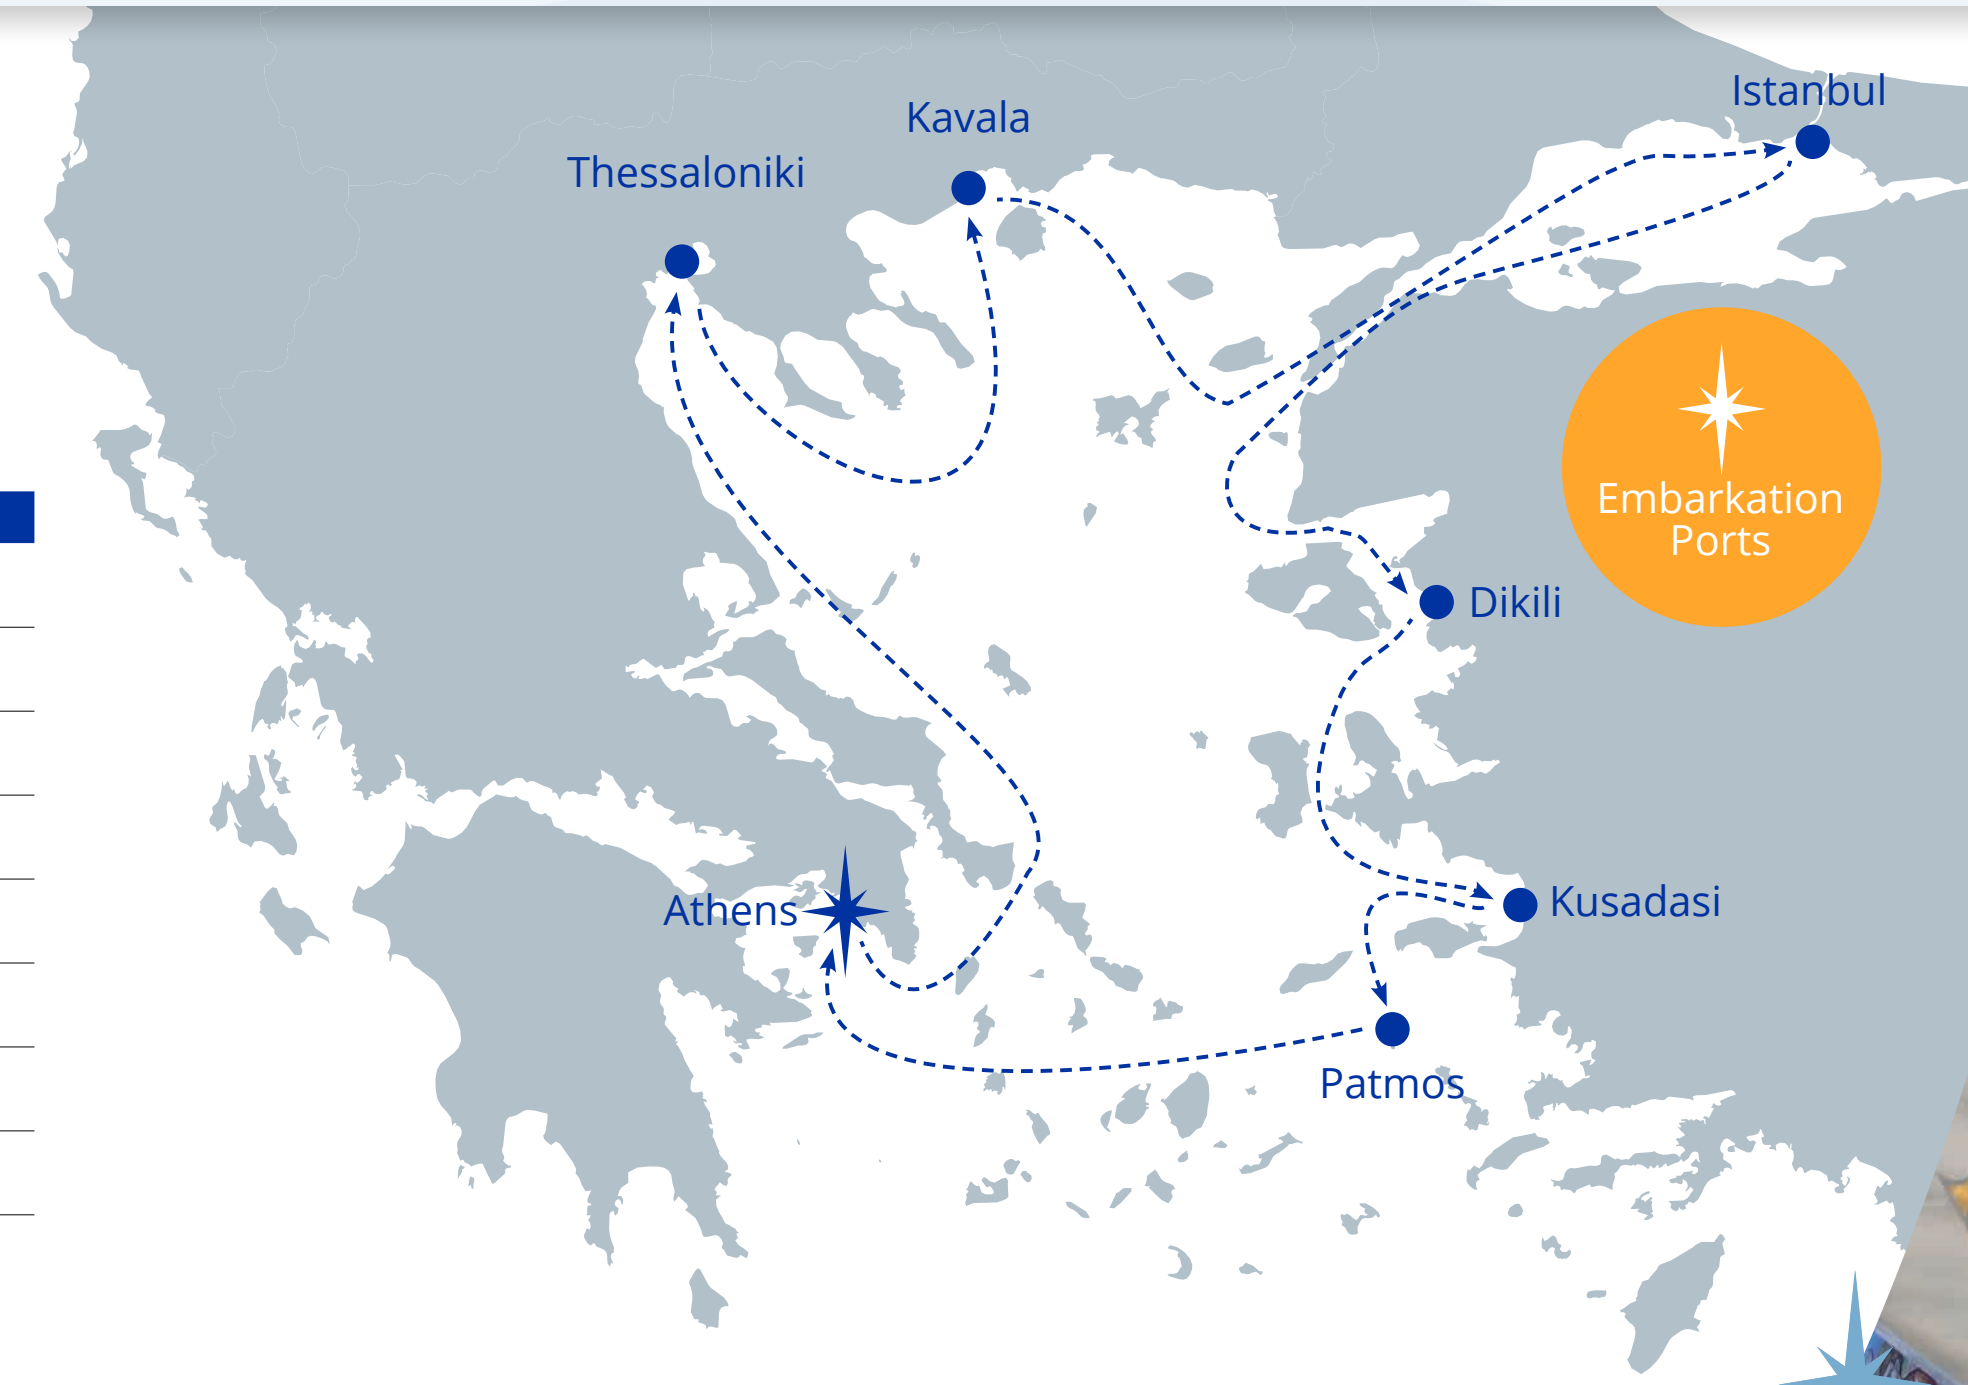 Istanbul
Kavala
Thessaloniki
Embarkation
Ports
Dikili
Athens
Kusadasi
Patmos